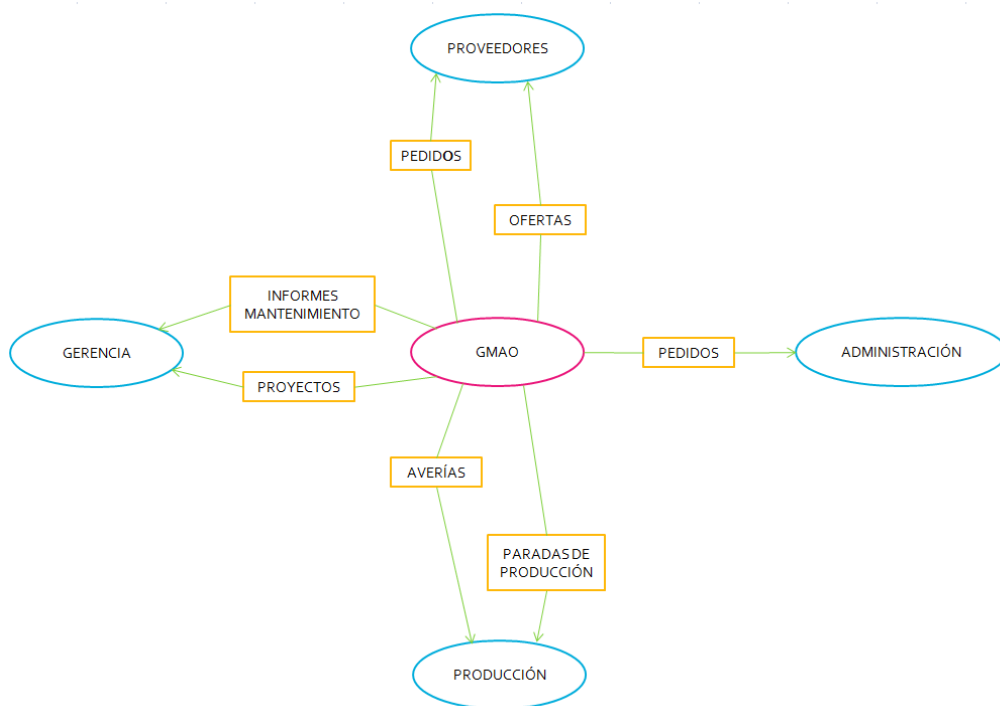 PROVEEDORES
PEDIDOS
OFERTAS
INFORMES
MANTENIMIENTO
GERENCIA
GMAO
PEDIDOS
ADMINISTRACIÓN
PROYECTOS
AVERÍAS
PARADAS DE
PRODUCCIÓN
PRODUCCIÓN